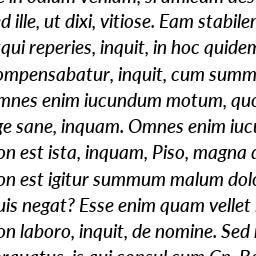 ed ille, ut dixi, vitiose. Eam stabilem
qui reperies, inquit, in hoc quidem
ompensabatur, inquit, cum summ
mnes enim iucundum motum, quo
ge sane, inquam. Omnes enim iucu
on est ista, inquam, Piso, magna d
on est igitur summum malum dolo
uis negat? Esse enim quam vellet
on laboro, inquit, de nomine. Sed